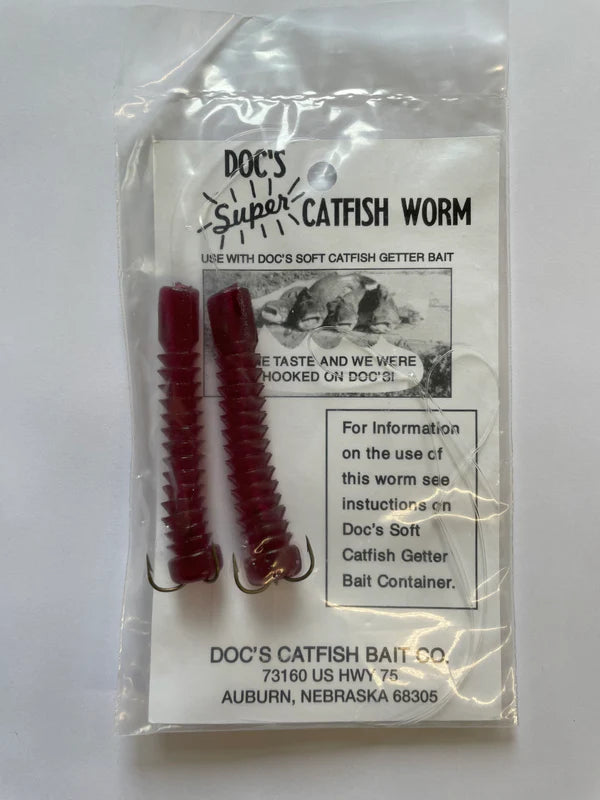 DOC'S
Super CATFISH WORM
USE WITH DOC'S SOFT CATFISH GETTER BAIT
TASTE AND WE WERE
HOOKED ON DOC'S!
For Information
on the use of
this worm see
instuctions on
Doc's Soft
Catfish Getter
Bait Container.
DOC'S CATFISH BAIT CO.
73160 US HWY 75
AUBURN, NEBRASKA 68305